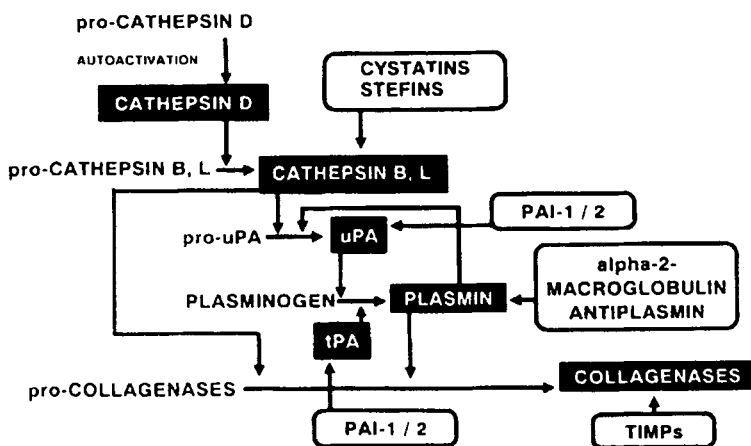 pro-CATHEPSIN D
AUTOACTIVATION
CATHEPSIN D
CYSTATINS
STEFINS
pro-CATHEPSIN B, L
CATHEPSIN B, L
PAI-1 / 2
pro-uPA
uPA
alpha-2-
MACROGLOBULIN
ANTIPLASMIN
PLASMINOGEN
PLASMIN
tPA
pro-COLLAGENASES
COLLAGENASES
PAI-1 / 2
TIMPs